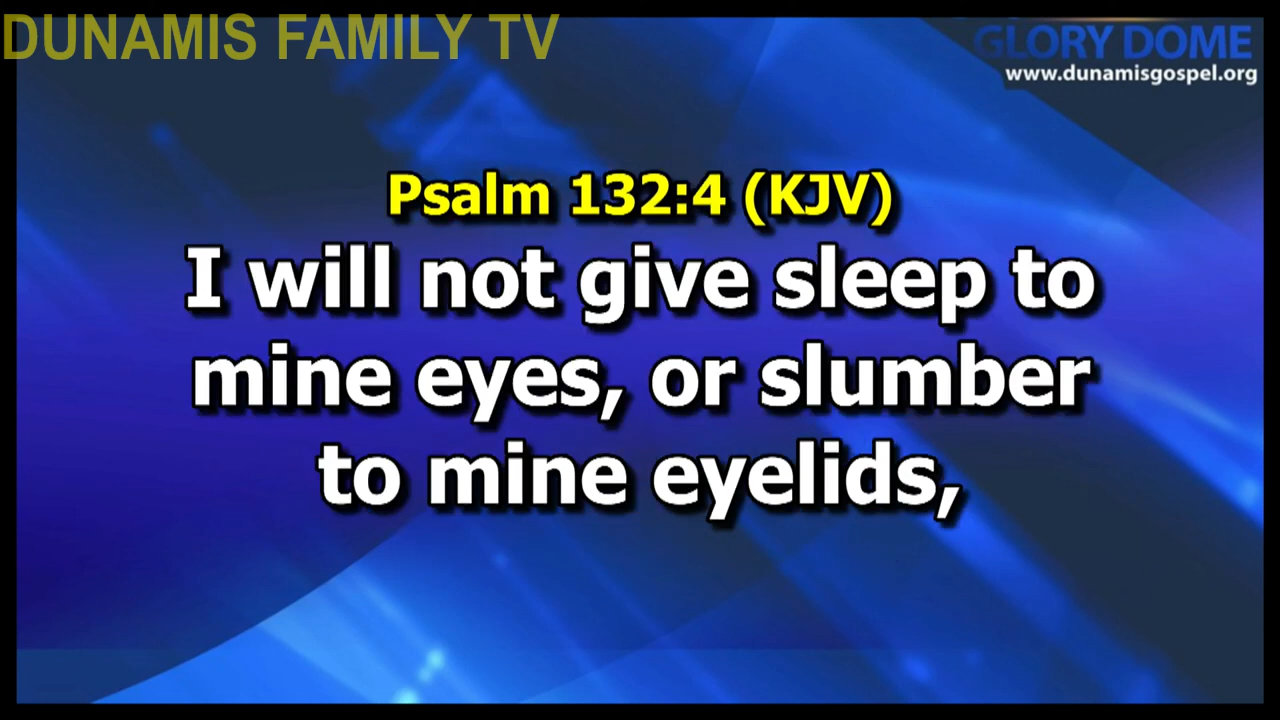 DUNAMIS FAMILY TV
GLORY DOME
www.dunamisgospel.org
Psalm 132:4 (KJV)
I will not give sleep to
mine eyes, or slumber
to mine eyelids,